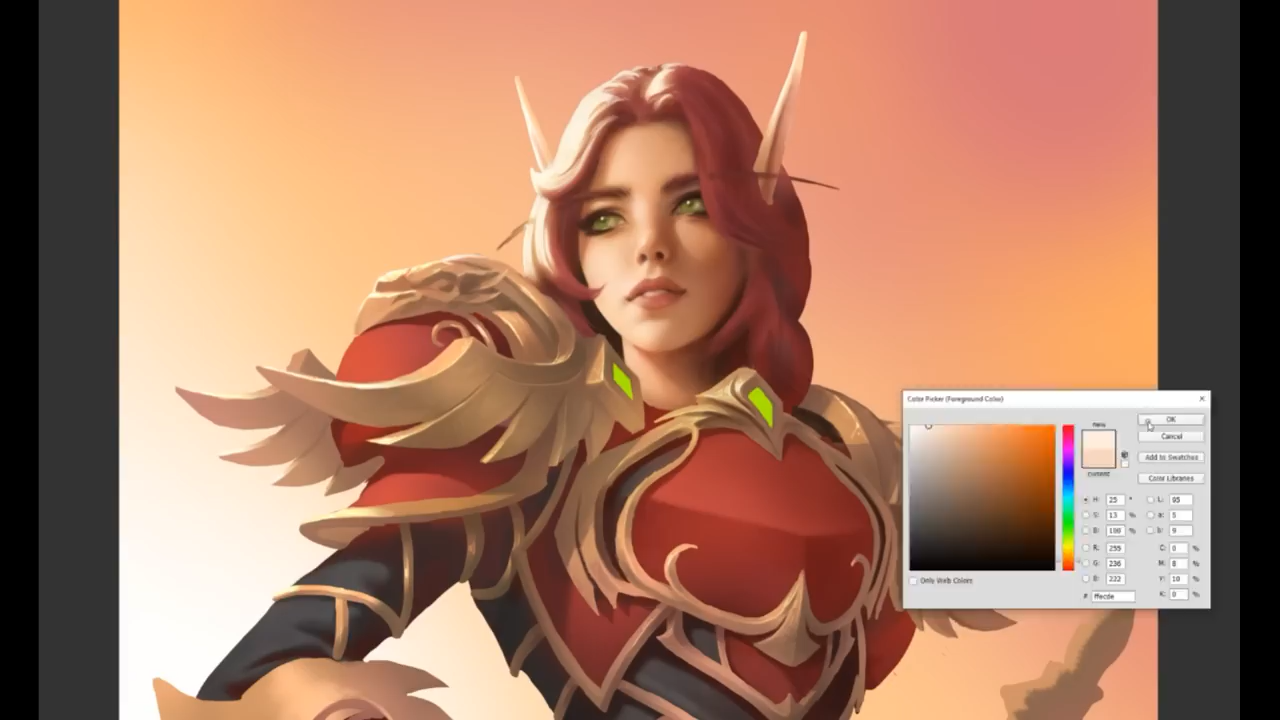 Color Picker (Foreground Color)
new
current
OK
Cancel
Add to Swatches
Color Libraries
H: 25 °
S: 13 %
B: 100 %
R: 255
G: 236
B: 222
# ffecde
L: 95
a: 5
b: 9
C: 0 %
M: 8 %
Y: 10 %
K: 0 %
Only Web Colors